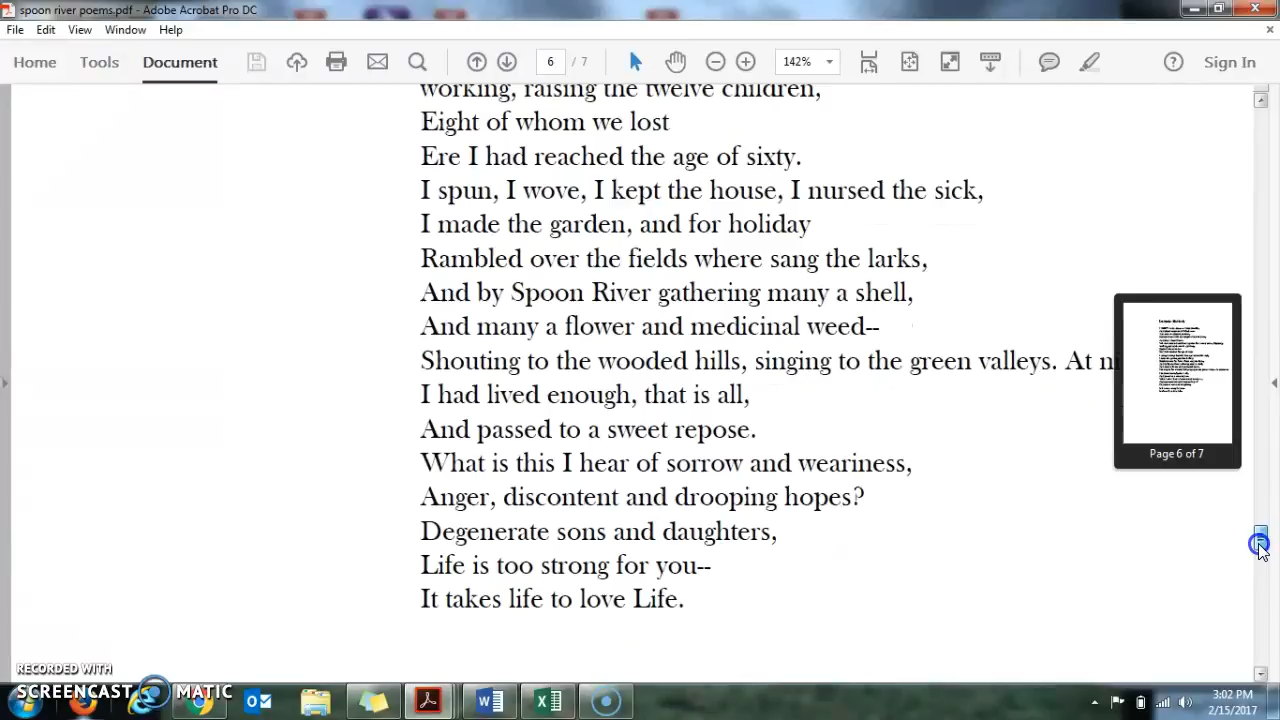 spoon river poems.pdf - Adobe Acrobat Pro DC
File Edit View Window Help
Home Tools Document 6 / 7 142% Sign In
working, raising the twelve children,
Eight of whom we lost
Ere I had reached the age of sixty.
I spun, I wove, I kept the house, I nursed the sick,
I made the garden, and for holiday
Rambled over the fields where sang the larks,
And by Spoon River gathering many a shell,
And many a flower and medicinal weed--
Shouting to the wooded hills, singing to the green valleys. At
I had lived enough, that is all,
And passed to a sweet repose.
What is this I hear of sorrow and weariness,
Anger, discontent and drooping hopes?
Degenerate sons and daughters,
Life is too strong for you--
It takes life to love Life.
Page 6 of 7
RECORDED WITH
SCREENCAST MATIC
3:02 PM
2/15/2017